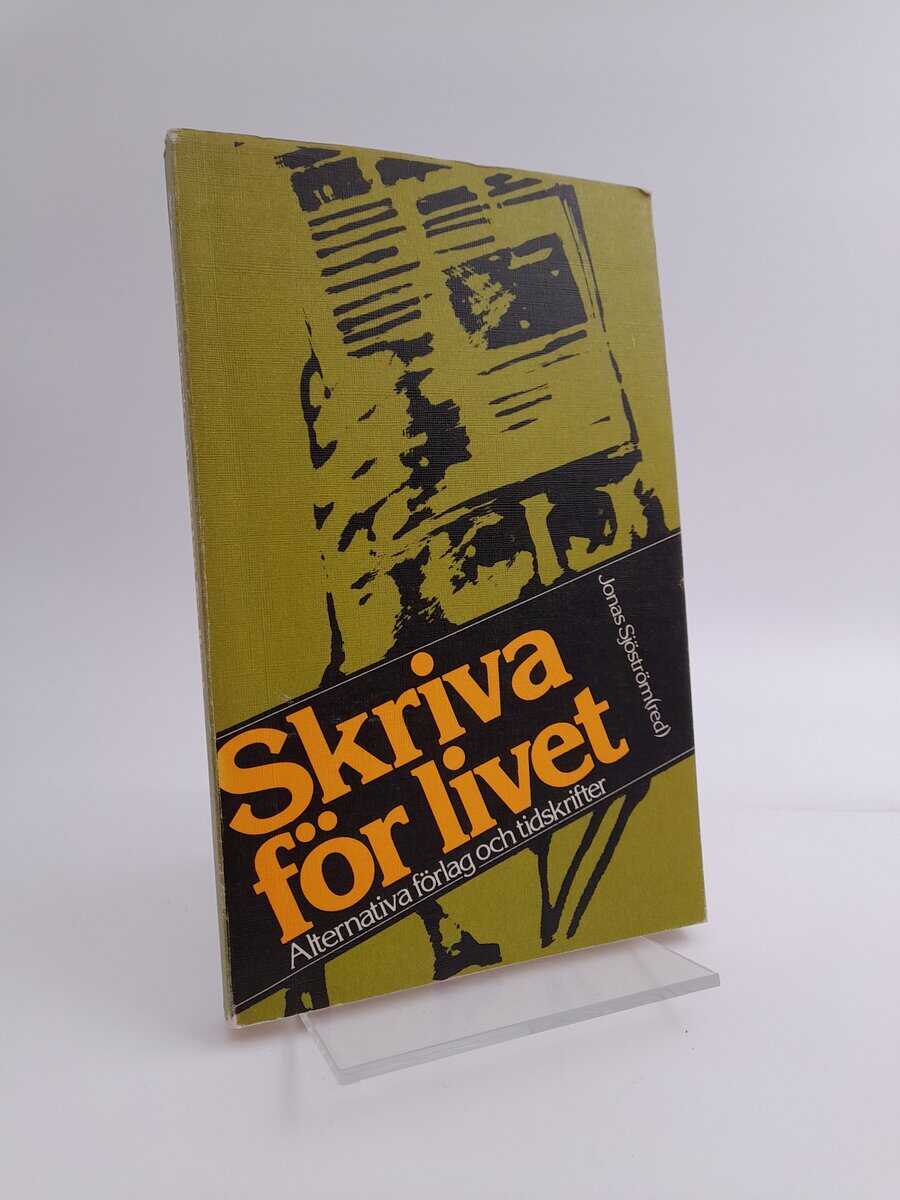 Skriva
för livet
Alternativa förlag och tidskrifter
Jonas Sjöström(red)